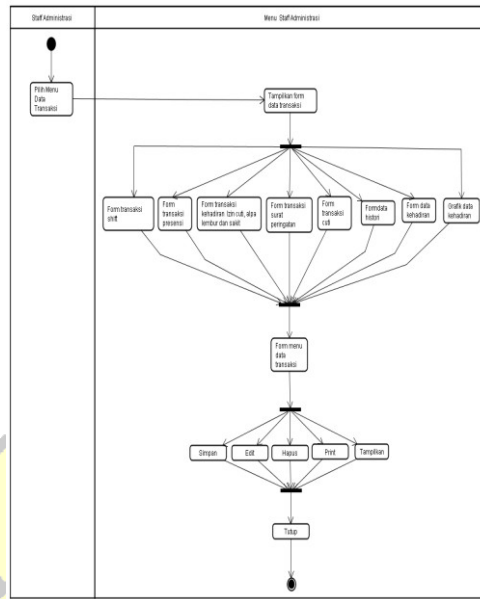 Staff Administrasi
Menu Staff Administrasi
Pilih Menu
Data
Transaksi
Tampilkan form
data transaksi
Form transaksi
shift
Form
transaksi
presensi
Form transaksi
kehadiran Izin cuti, alpa
lembur dan sakit
Form
transaksi
surat
peringatan
Form
transaksi
cuti
Formdata
histori
Form data
kehadiran
Grafik data
kehadiran
Form menu
data
transaksi
Simpan
Edit
Hapus
Print
Tampilkan
Tutup